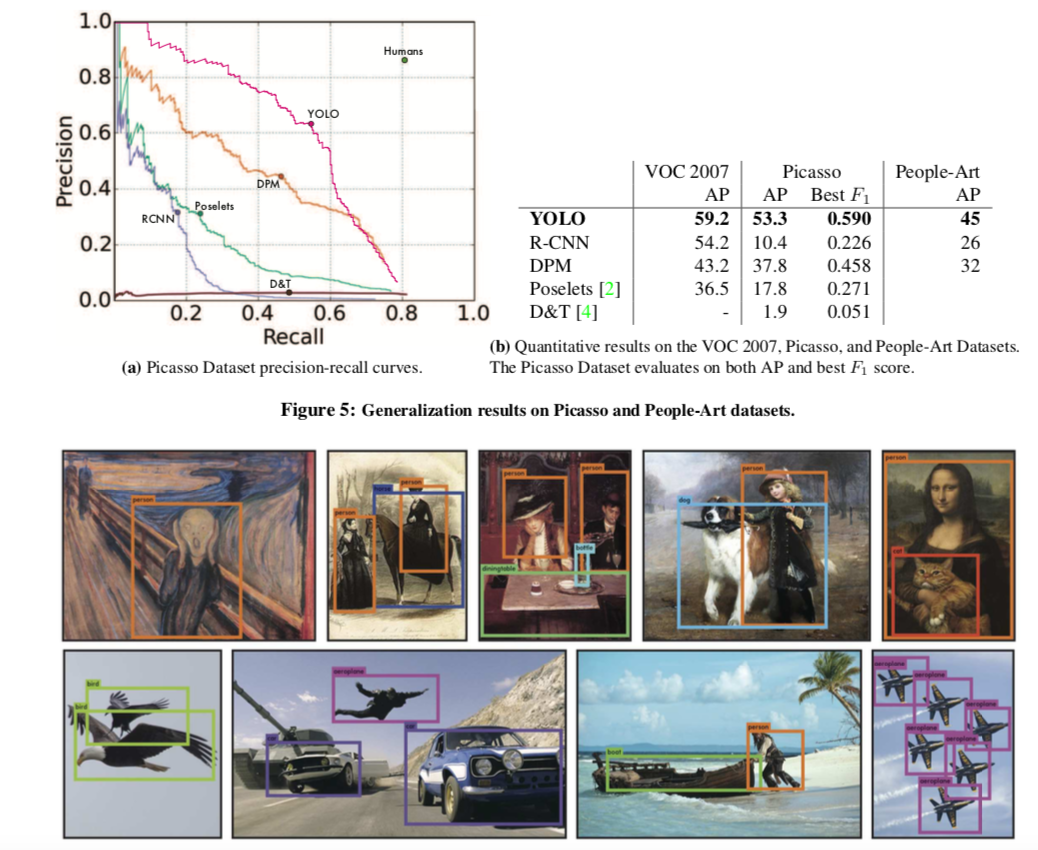 1.0
0.8
0.6
0.4
0.2
0.0
Precision
Humans
YOLO
DPM
RCNN
Poselets
D&T
0.2 0.4 0.6 0.8 1.0
Recall
(a) Picasso Dataset precision-recall curves.
VOC 2007 Picasso People-Art
AP AP Best F1 AP
YOLO 59.2 53.3 0.590 45
R-CNN 54.2 10.4 0.226 26
DPM 43.2 37.8 0.458 32
Poselets [2] 36.5 17.8 0.271
D&T [4] - 1.9 0.051
(b) Quantitative results on the VOC 2007, Picasso, and People-Art Datasets.
The Picasso Dataset evaluates on both AP and best F1 score.
Figure 5: Generalization results on Picasso and People-Art datasets.
person
person
horse
person
person
person
bottle
diningtable
person
dog
person
cat
bird
bird
aeroplane
car
car
person
boat
aeroplane
aeroplane
aeroplane
aeroplane
aeroplane
aeroplane